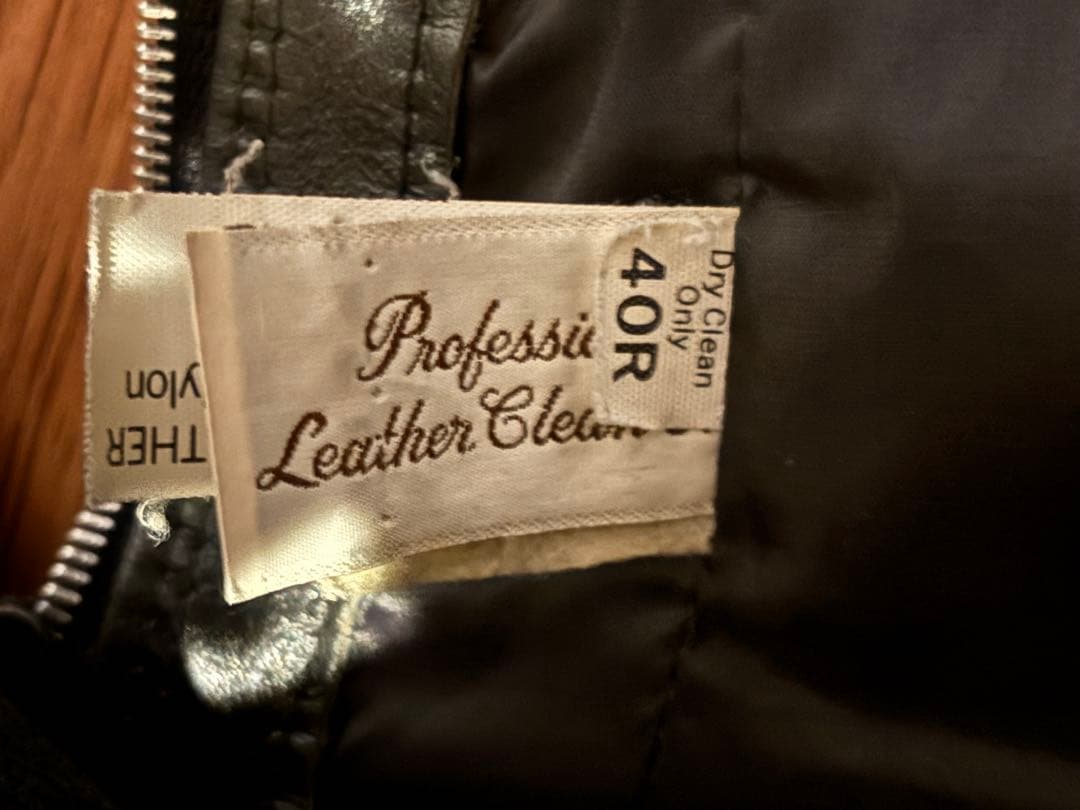 Professi
Leather Clean
40R
Dry Clean
Only
ylon
THER